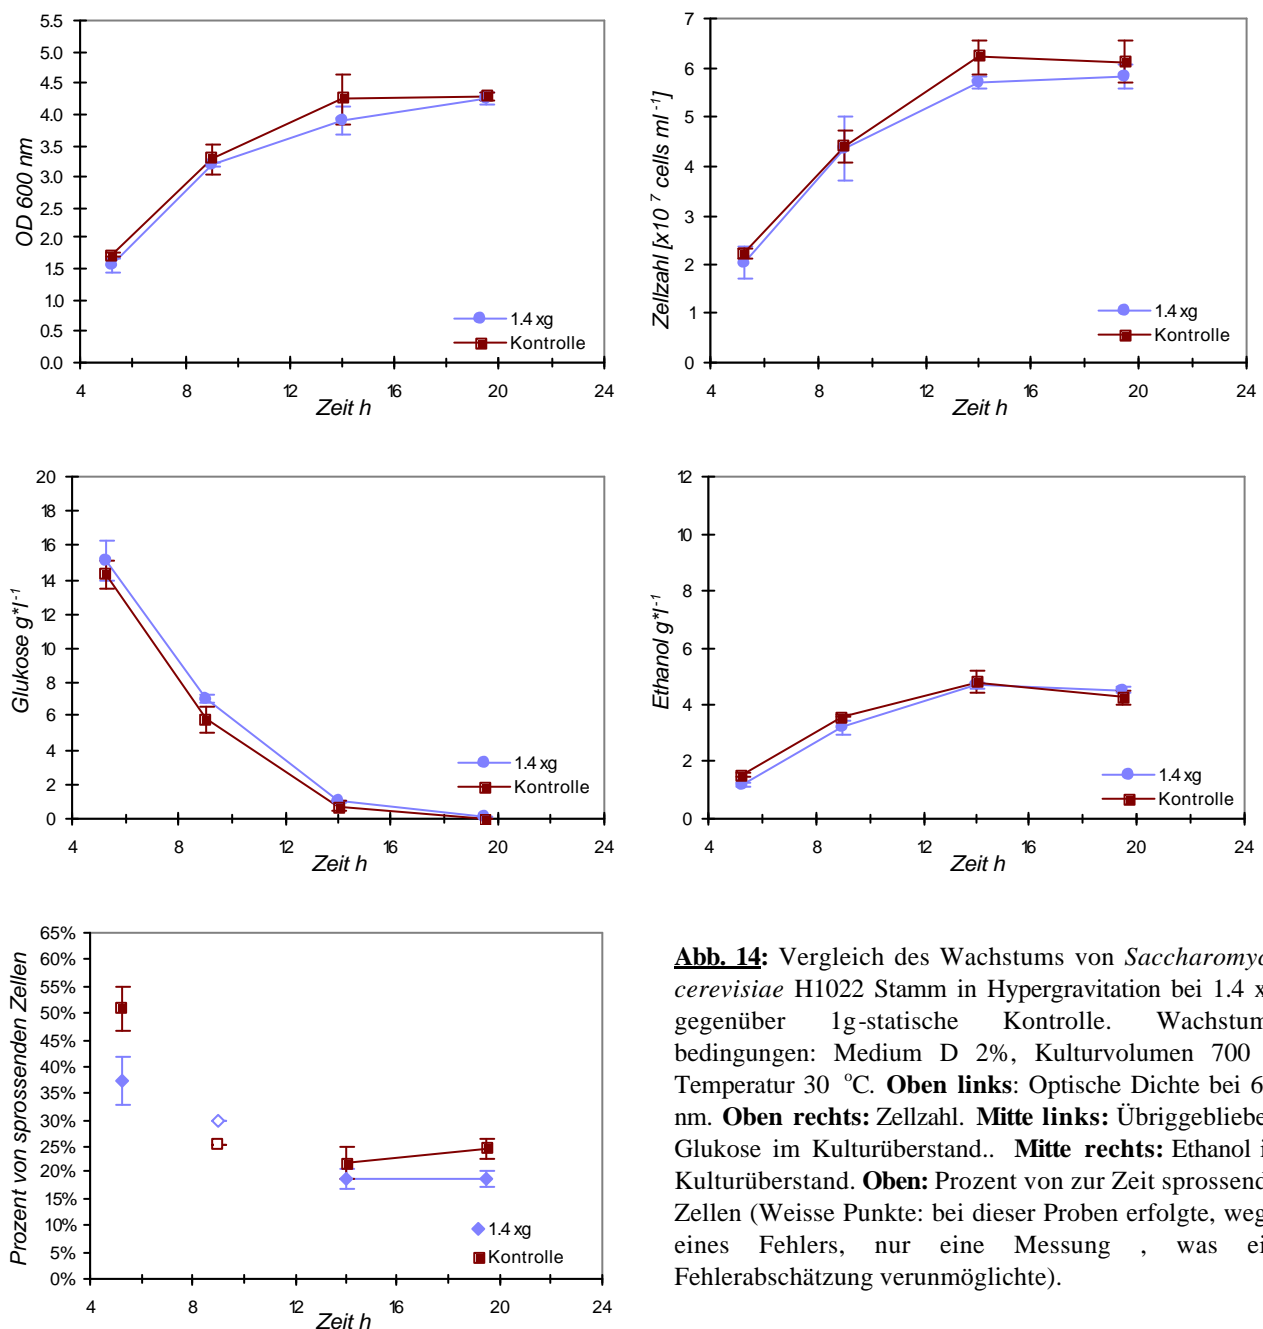 5.5
5.0
4.5
4.0
3.5
3.0
2.5
2.0
1.5
1.0
0.5
0.0
OD 600 nm
1.4 xg
Kontrolle
4 8 12 16 20 24
Zeit h
7
6
5
4
3
2
1
0
Zellzahl [x10 7 cells ml -1]
1.4 xg
Kontrolle
4 8 12 16 20 24
Zeit h
20
18
16
14
12
10
8
6
4
2
0
Glukose g*l-1
1.4 xg
Kontrolle
4 8 12 16 20 24
Zeit h
12
10
8
6
4
2
0
Ethanol g*l-1
1.4 xg
Kontrolle
4 8 12 16 20 24
Zeit h
65%
60%
55%
50%
45%
40%
35%
30%
25%
20%
15%
10%
5%
0%
Prozent von sprossenden Zellen
1.4 xg
Kontrolle
4 8 12 16 20 24
Zeit h
Abb. 14: Vergleich des Wachstums von Saccharomyc
cerevisiae H1022 Stamm in Hypergravitation bei 1.4 x
gegenüber 1g-statische Kontrolle. Wachstum
bedingungen: Medium D 2%, Kulturvolumen 700
Temperatur 30 °C. Oben links: Optische Dichte bei 6
nm. Oben rechts: Zellzahl. Mitte links: Übriggebliebe
Glukose im Kulturüberstand.. Mitte rechts: Ethanol i
Kulturüberstand. Oben: Prozent von zur Zeit sprossend
Zellen (Weisse Punkte: bei dieser Proben erfolgte, weg
eines Fehlers, nur eine Messung , was ei
Fehlerabschätzung verunmöglichte).